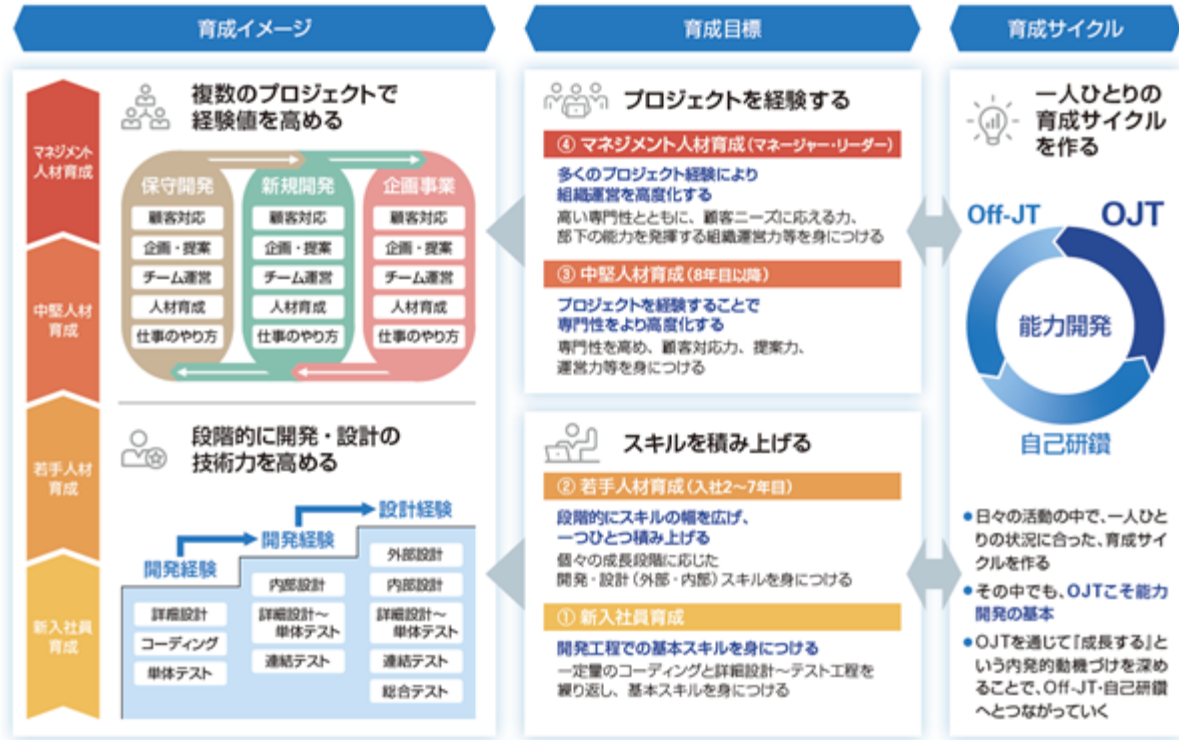 育成イメージ
育成目標
育成サイクル
マネジメント
人材育成
中堅人材
育成
若手人材
育成
新入社員
育成
複数のプロジェクトで
経験値を高める
保守開発
顧客対応
企画・提案
チーム運営
人材育成
仕事のやり方
新規開発
顧客対応
企画・提案
チーム運営
人材育成
仕事のやり方
企画事業
顧客対応
企画・提案
チーム運営
人材育成
仕事のやり方
段階的に開発・設計の
技術力を高める
開発経験
詳細設計
コーディング
単体テスト
開発経験
内部設計
詳細設計～
単体テスト
連結テスト
設計経験
外部設計
内部設計
詳細設計～
単体テスト
連結テスト
総合テスト
プロジェクトを経験する
④ マネジメント人材育成(マネージャー・リーダー)
多くのプロジェクト経験により
組織運営を高度化する
高い専門性とともに、顧客ニーズに応える力、
部下の能力を発揮する組織運営力等を身につける
③ 中堅人材育成(8年目以降)
プロジェクトを経験することで
専門性をより高度化する
専門性を高め、顧客対応力、提案力、
運営力等を身につける
スキルを積み上げる
② 若手人材育成(入社2～7年目)
段階的にスキルの幅を広げ、
一つひとつ積み上げる
個々の成長段階に応じた
開発・設計(外部・内部)スキルを身につける
① 新入社員育成
開発工程での基本スキルを身につける
一定量のコーディングと詳細設計～テスト工程を
繰り返し、基本スキルを身につける
一人ひとりの
育成サイクル
を作る
Off-JT
OJT
能力開発
自己研鑽
●日々の活動の中で、一人ひと
りの状況に合った、育成サイ
クルを作る
●その中でも、OJTこそ能力
開発の基本
●OJTを通じて「成長する」と
いう内発的動機づけを深め
ることで、Off-JT・自己研鑽
へとつながっていく